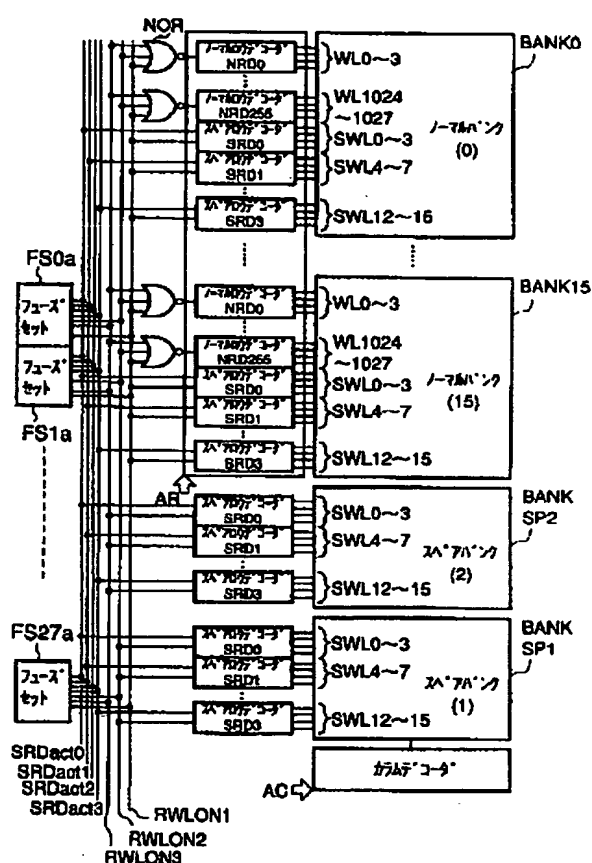 NOR
BANK0
ノーマルロウデコーダ
NRD0
WL0~3
ノーマルロウデコーダ
NRD255
WL1024
~1027
スペアロウデコーダ
SRD0
SWL0~3
スペアロウデコーダ
SRD1
SWL4~7
ノーマルバンク
(0)
スペアロウデコーダ
SRD3
SWL12~15
FS0a
フューズ
セット
フューズ
セット
FS1a
BANK15
ノーマルロウデコーダ
NRD0
WL0~3
ノーマルロウデコーダ
NRD255
WL1024
~1027
スペアロウデコーダ
SRD0
SWL0~3
スペアロウデコーダ
SRD1
SWL4~7
ノーマルバンク
(15)
スペアロウデコーダ
SRD3
SWL12~15
AR
BANK
SP2
スペアロウデコーダ
SRD0
SWL0~3
スペアロウデコーダ
SRD1
SWL4~7
スペアバンク
(2)
スペアロウデコーダ
SRD3
SWL12~15
FS27a
フューズ
セット
BANK
SP1
スペアロウデコーダ
SRD0
SWL0~3
スペアロウデコーダ
SRD1
SWL4~7
スペアバンク
(1)
スペアロウデコーダ
SRD3
SWL12~15
カラムデコーダ
AC
SRDact0
SRDact1
SRDact2
SRDact3
RWLON1
RWLON2
RWLON3